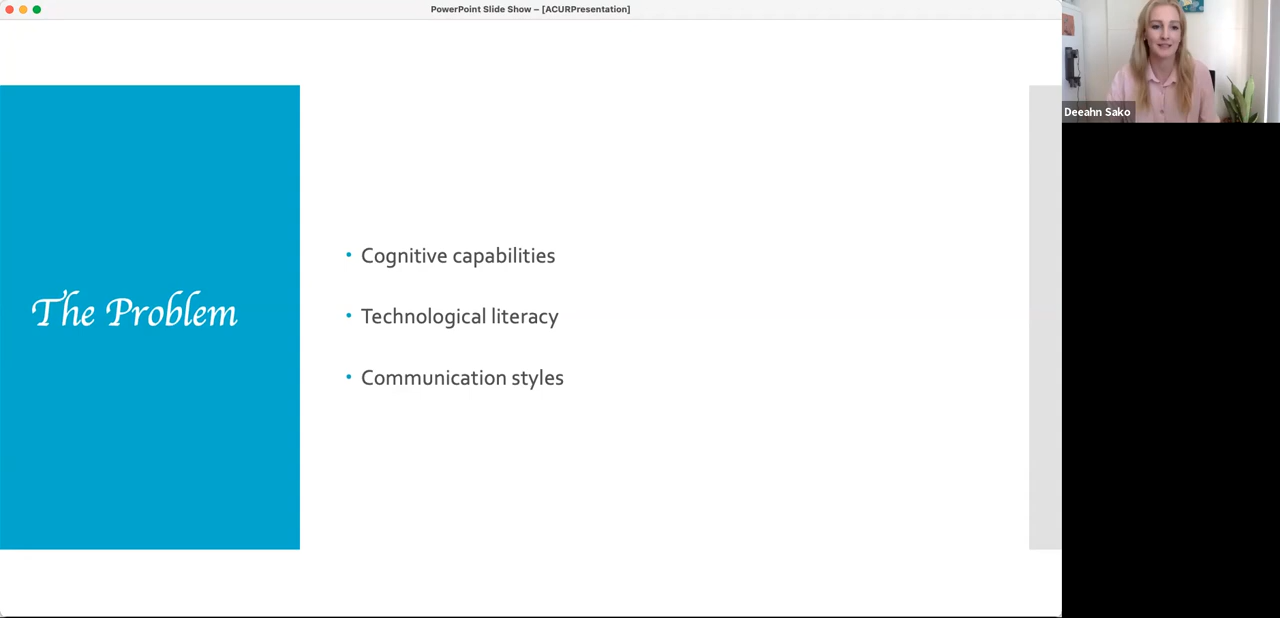 PowerPoint Slide Show – [ACURPresentation]
Deeahn Sako
The Problem
• Cognitive capabilities
• Technological literacy
• Communication styles